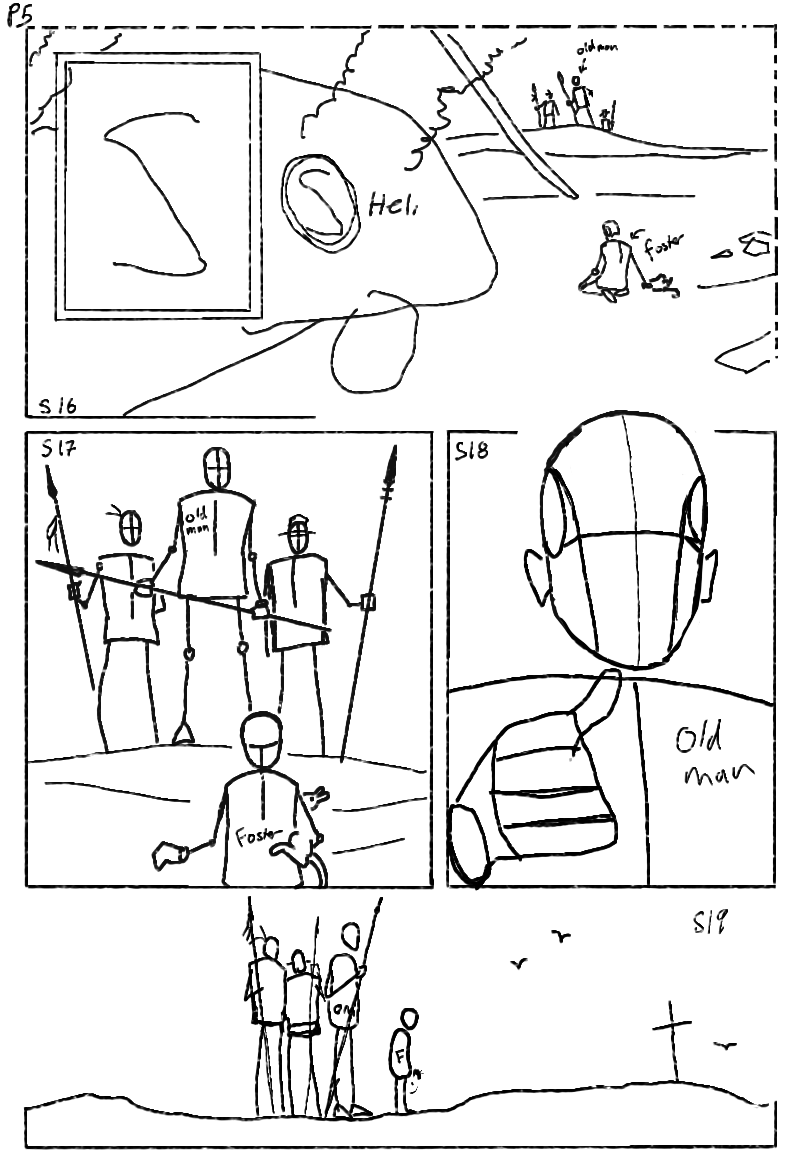 P5
old man
Heli
foster
S16
S17
old
man
Foster
S18
Old
man
S19
OM
F